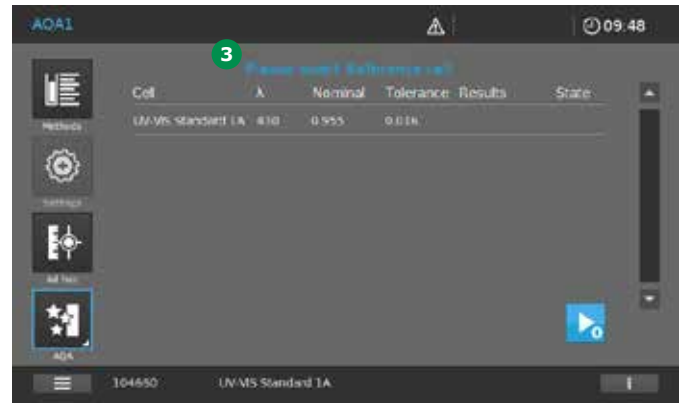 AQA1
09:48
3
Please insert Reference cell
Cell λ Nominal Tolerance Results State
UV-VIS Standard 1A 430 0.955 0.016
Methods
Settings
AQA
104650 UV-VIS Standard 1A